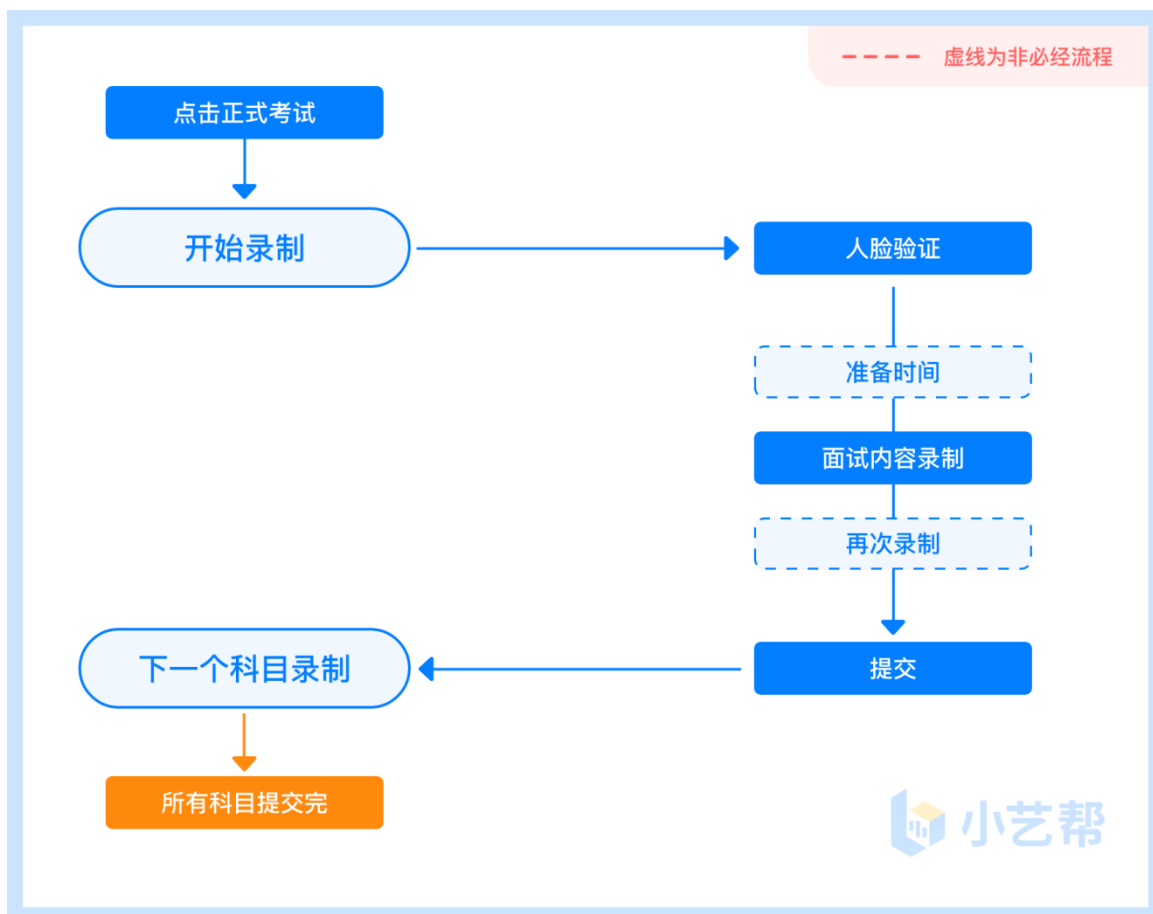 虚线为非必经流程
点击正式考试
开始录制
人脸验证
准备时间
面试内容录制
再次录制
下一个科目录制
提交
所有科目提交完
小艺帮